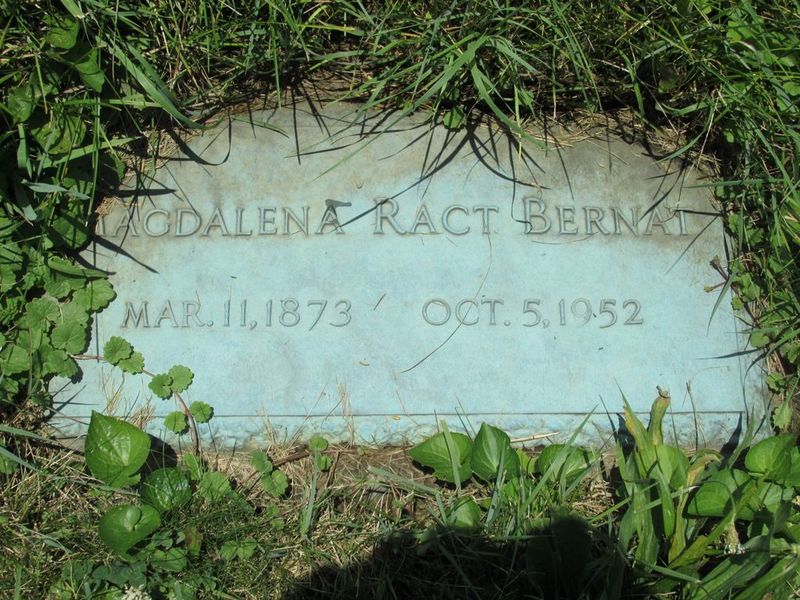 MAGDALENA RACT BERNAT
MAR. 11, 1873 OCT. 5, 1952